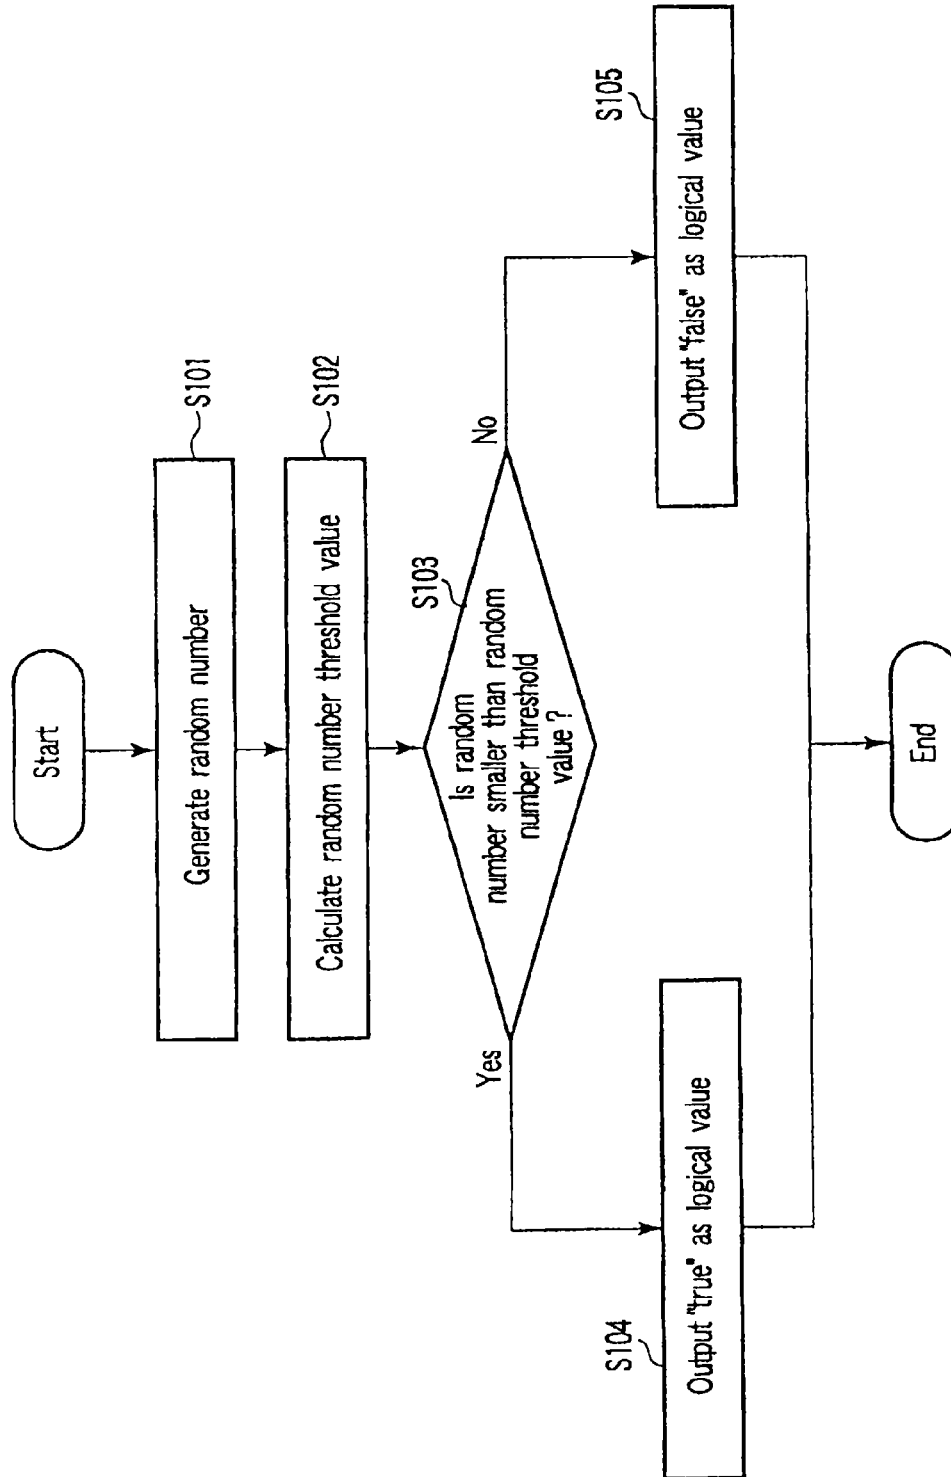 Start
Generate random number
S101
Calculate random number threshold value
S102
S103
Is random
number smaller than random
number threshold
value ?
Yes
No
S104
Output "true" as logical value
S105
Output "false" as logical value
End